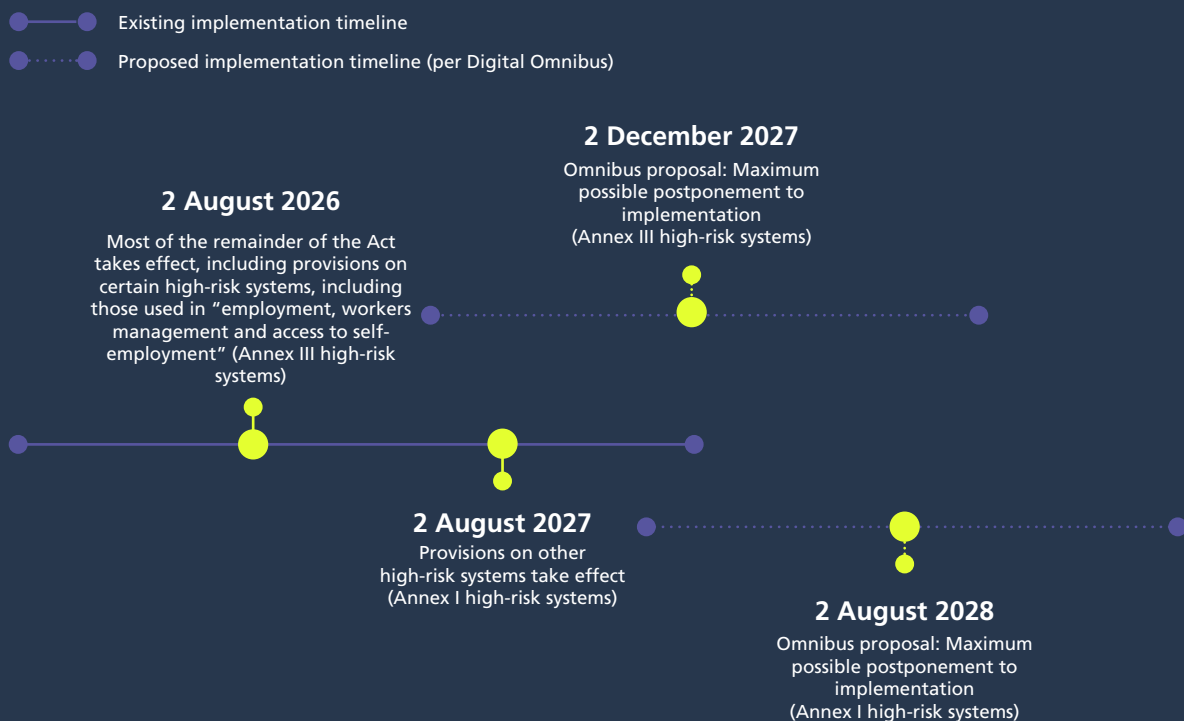 Existing implementation timeline
Proposed implementation timeline (per Digital Omnibus)
2 December 2027
Omnibus proposal: Maximum
possible postponement to
implementation
(Annex III high-risk systems)
2 August 2026
Most of the remainder of the Act
takes effect, including provisions on
certain high-risk systems, including
those used in “employment, workers
management and access to self-
employment” (Annex III high-risk
systems)
2 August 2027
Provisions on other
high-risk systems take effect
(Annex I high-risk systems)
2 August 2028
Omnibus proposal: Maximum
possible postponement to
implementation
(Annex I high-risk systems)